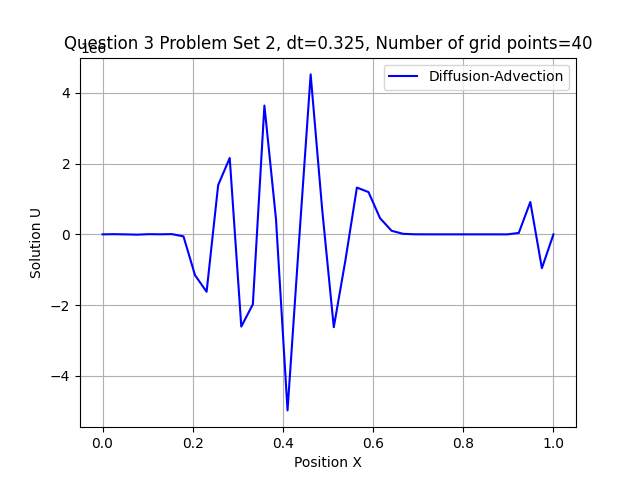 Question 3 Problem Set 2, dt=0.325, Number of grid points=40
1e6
Diffusion-Advection
4
2
0
−2
−4
Solution U
0.0 0.2 0.4 0.6 0.8 1.0
Position X